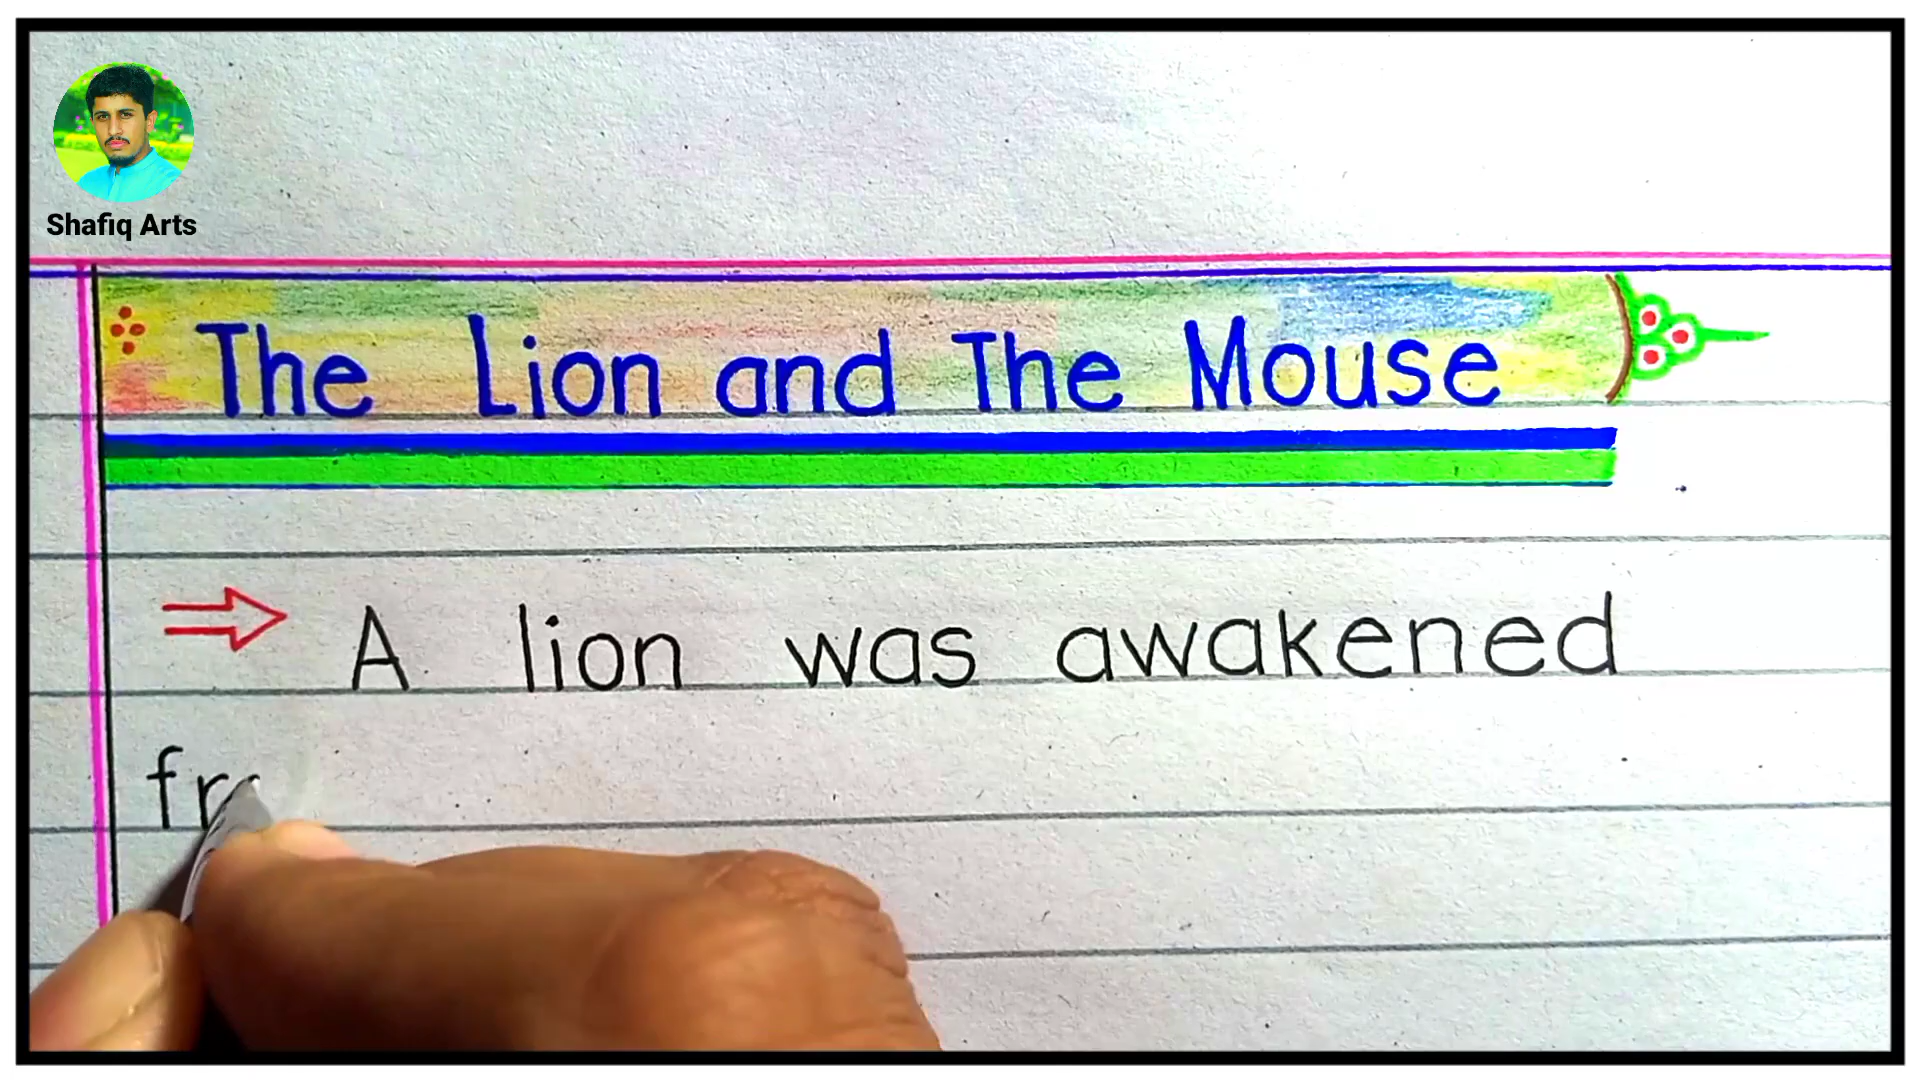 Shafiq Arts
The Lion and The Mouse
A lion was awakened